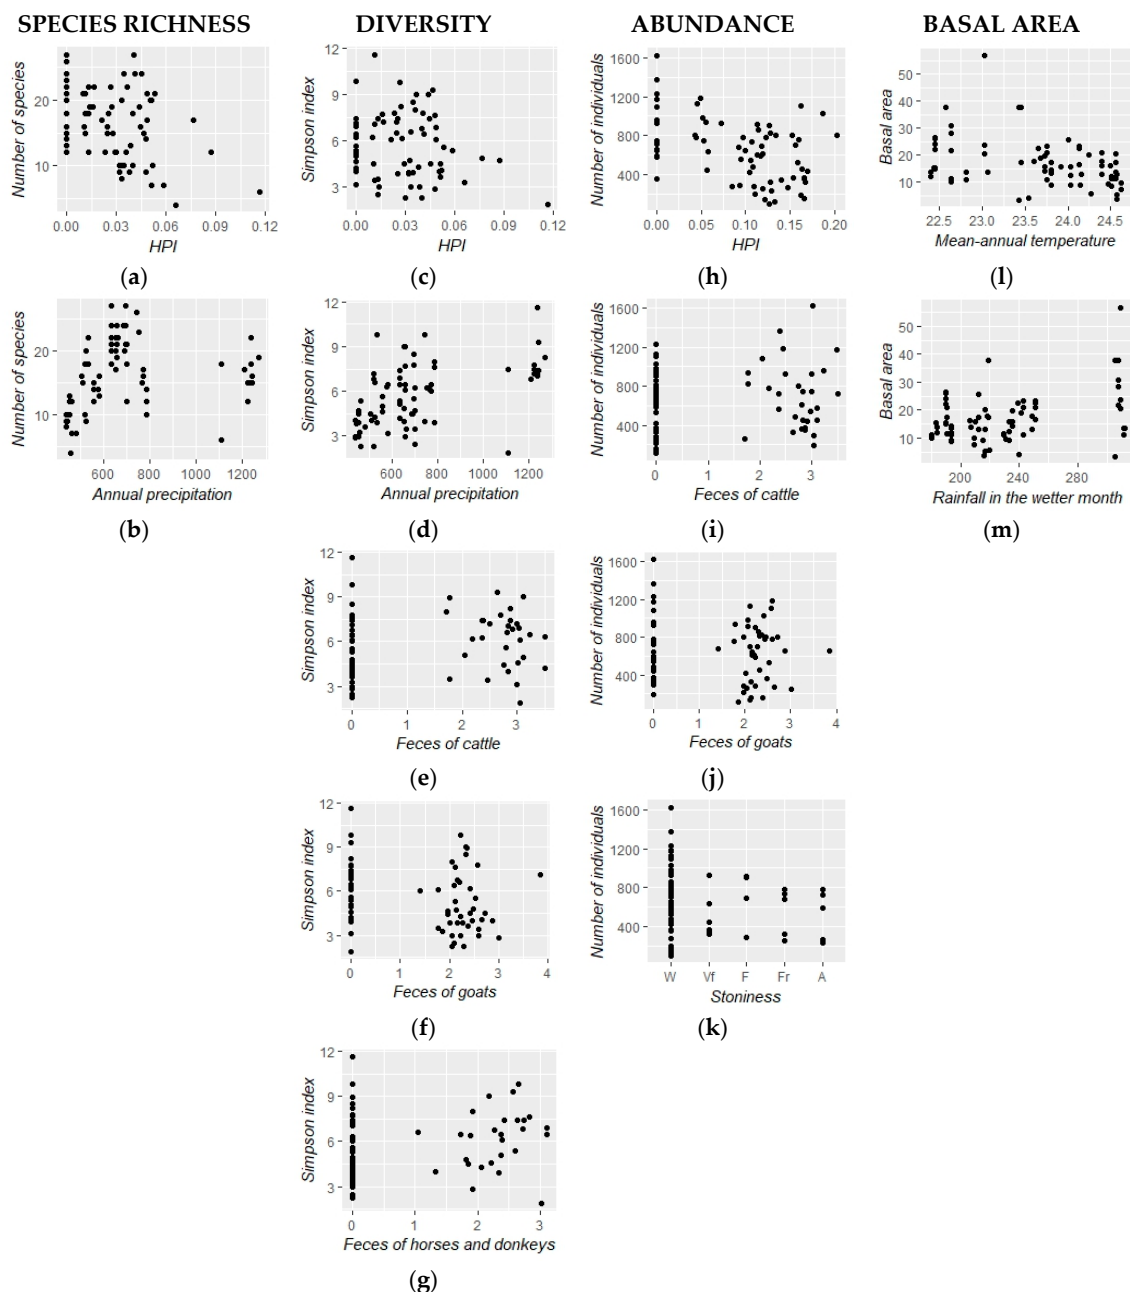 SPECIES RICHNESS DIVERSITY ABUNDANCE BASAL AREA
Number of species
20
10
0.00 0.03 0.06 0.09 0.12
HPI
(a)
Simpson index
12
9
6
3
0.00 0.03 0.06 0.09 0.12
HPI
(c)
Number of individuals
1600
1200
800
400
0.00 0.05 0.10 0.15 0.20
HPI
(h)
Basal area
50
40
30
20
10
22.5 23.0 23.5 24.0 24.5
Mean-annual temperature
(l)
Number of species
20
10
600 800 1000 1200
Annual precipitation
(b)
Simpson index
12
9
6
3
600 800 1000 1200
Annual precipitation
(d)
Number of individuals
1600
1200
800
400
0 1 2 3
Feces of cattle
(i)
Basal area
50
40
30
20
10
200 240 280
Rainfall in the wetter month
(m)
Simpson index
12
9
6
3
0 1 2 3
Feces of cattle
(e)
Number of individuals
1600
1200
800
400
0 1 2 3 4
Feces of goats
(j)
Simpson index
12
9
6
3
0 1 2 3 4
Feces of goats
(f)
Number of individuals
1600
1200
800
400
W Vf F Fr A
Stoniness
(k)
Simpson index
12
9
6
3
0 1 2 3
Feces of horses and donkeys
(g)